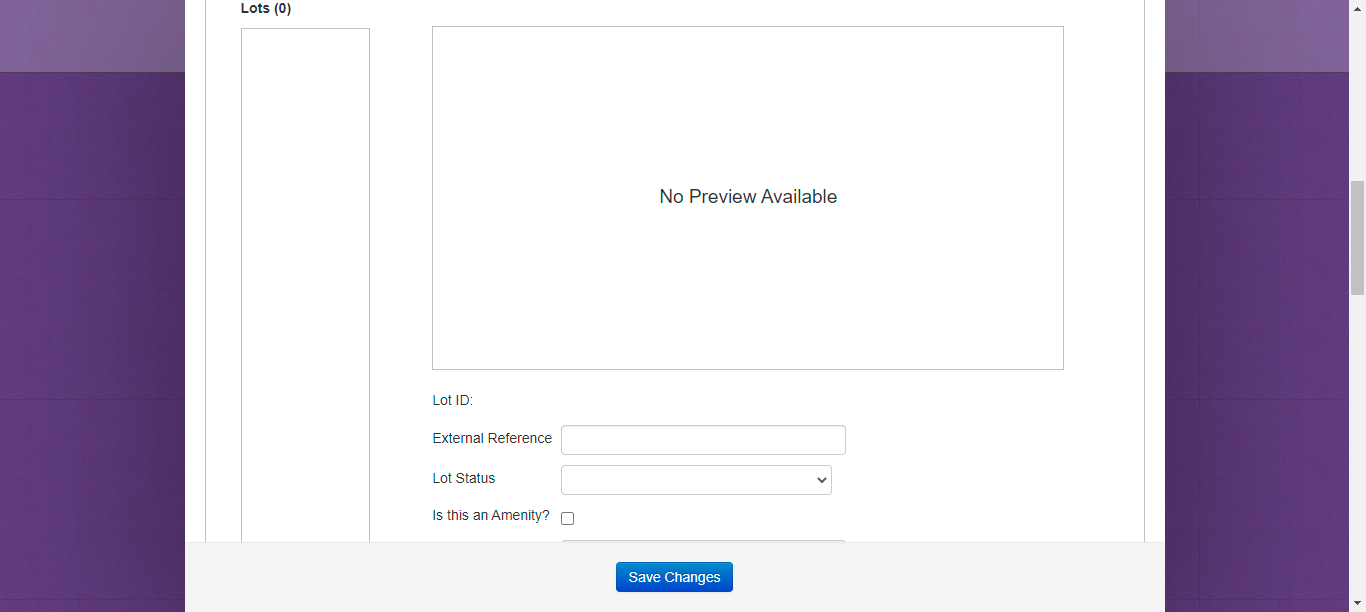 Lots (0)
No Preview Available
Lot ID:
External Reference
Lot Status
Is this an Amenity?
Save Changes